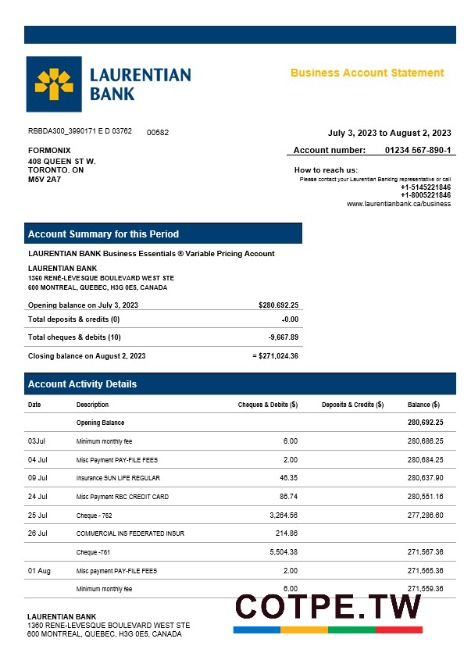 LAURENTIAN
BANK
Business Account Statement
RBBDA300_3990171 E D 03762 00582
July 3, 2023 to August 2, 2023
FORMONIX
408 QUEEN ST W.
TORONTO. ON
M5V 2A7
Account number: 01234 567-890-1
How to reach us:
Please contact your Laurentian Banking representative or call
+1-5145221846
+1-8005221846
www.laurentianbank.ca/business
Account Summary for this Period
LAURENTIAN BANK Business Essentials ® Variable Pricing Account
LAURENTIAN BANK
1360 RENÉ-LÉVESQUE BOULEVARD WEST STE
600 MONTREAL, QUEBEC, H3G 0E5, CANADA
Opening balance on July 3, 2023 $280.692.25
Total deposits & credits (0) -0.00
Total cheques & debits (10) -9,667.89
Closing balance on August 2, 2023 = $271,024.36
Account Activity Details
Date Description Cheques & Debits ($) Deposits & Credits ($) Balance ($)
Opening Balance 280,692.25
03Jul Minimum monthly fee 6.00 280,686.25
04 Jul Misc Payment PAY-FILE FEES 2.00 280,684.25
09 Jul Insurance SUN LIFE REGULAR 46.35 280,637.90
24 Jul Misc Payment RBC CREDIT CARD 86.74 280,551.16
25 Jul Cheque - 762 3,264.56 277,286.60
26 Jul COMMERCIAL INS FEDERATED INSUR 214.86
Cheque -761 5,504.38 271,567.36
01 Aug Misc payment PAY-FILE FEES 2.00 271,565.36
Minimum monthly fee 6.00 271,559.36
LAURENTIAN BANK
1360 RENE-LEVESQUE BOULEVARD WEST STE
600 MONTREAL, QUEBEC, H3G 0E5, CANADA
COTPE.TW